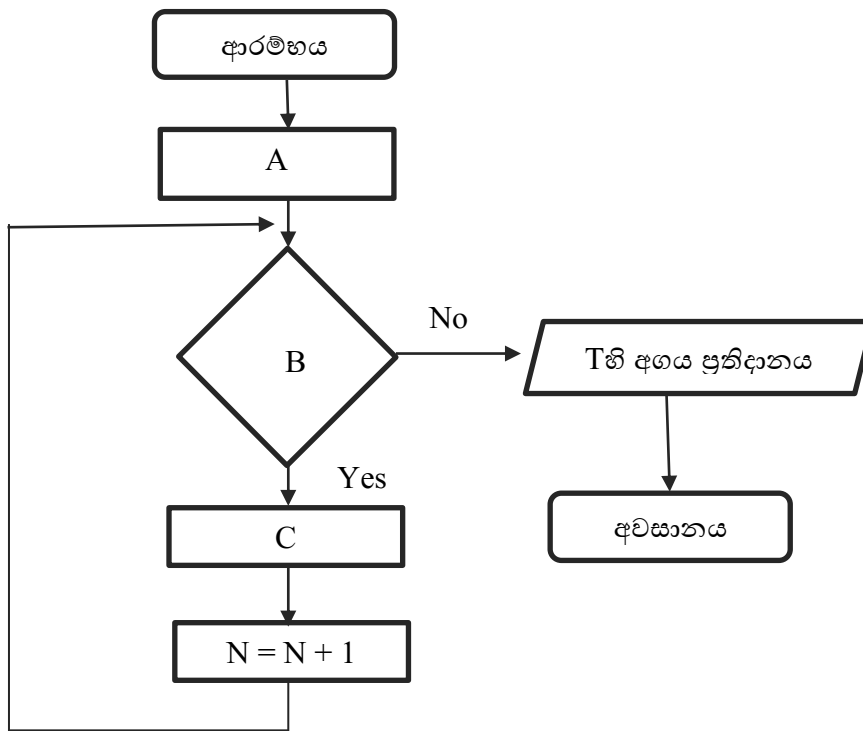 ආරම්භය
A
B
No
Tහි අගය ප්‍රතිදානය
Yes
අවසානය
C
N = N + 1